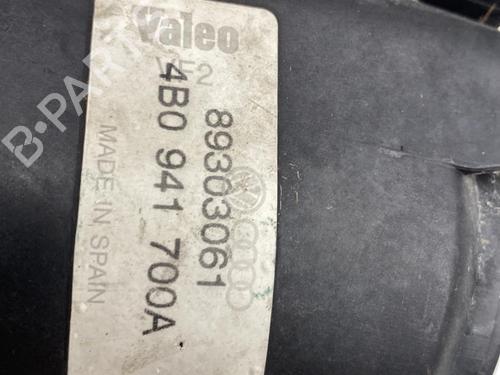 Valeo
89303061
4B0 941 700A
MADE IN SPAIN
B-PARTS